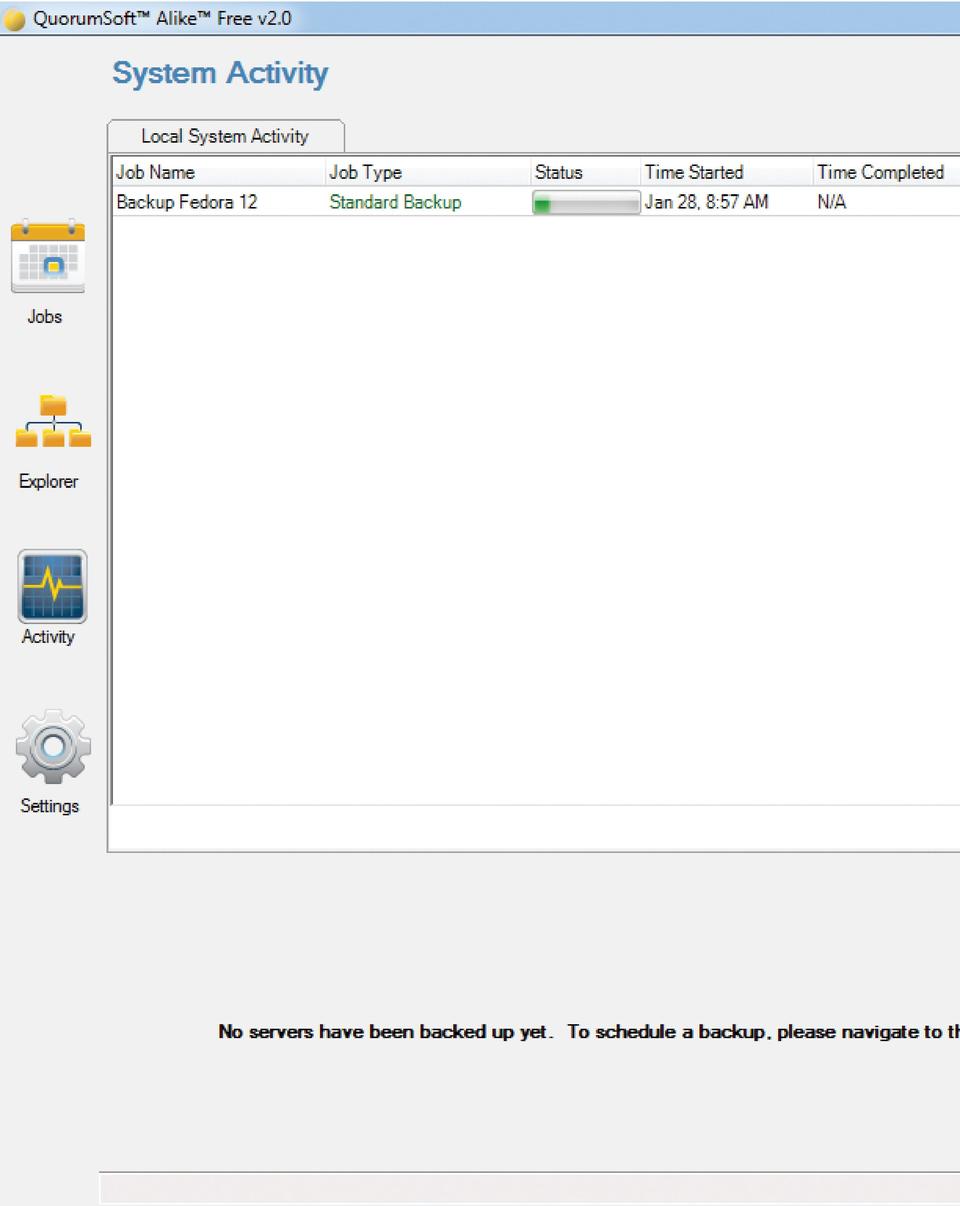 QuorumSoft™ Alike™ Free v2.0
System Activity
Local System Activity
Job Name Job Type Status Time Started Time Completed
Backup Fedora 12 Standard Backup Jan 28, 8:57 AM N/A
Jobs
Explorer
Activity
Settings
No servers have been backed up yet. To schedule a backup, please navigate to